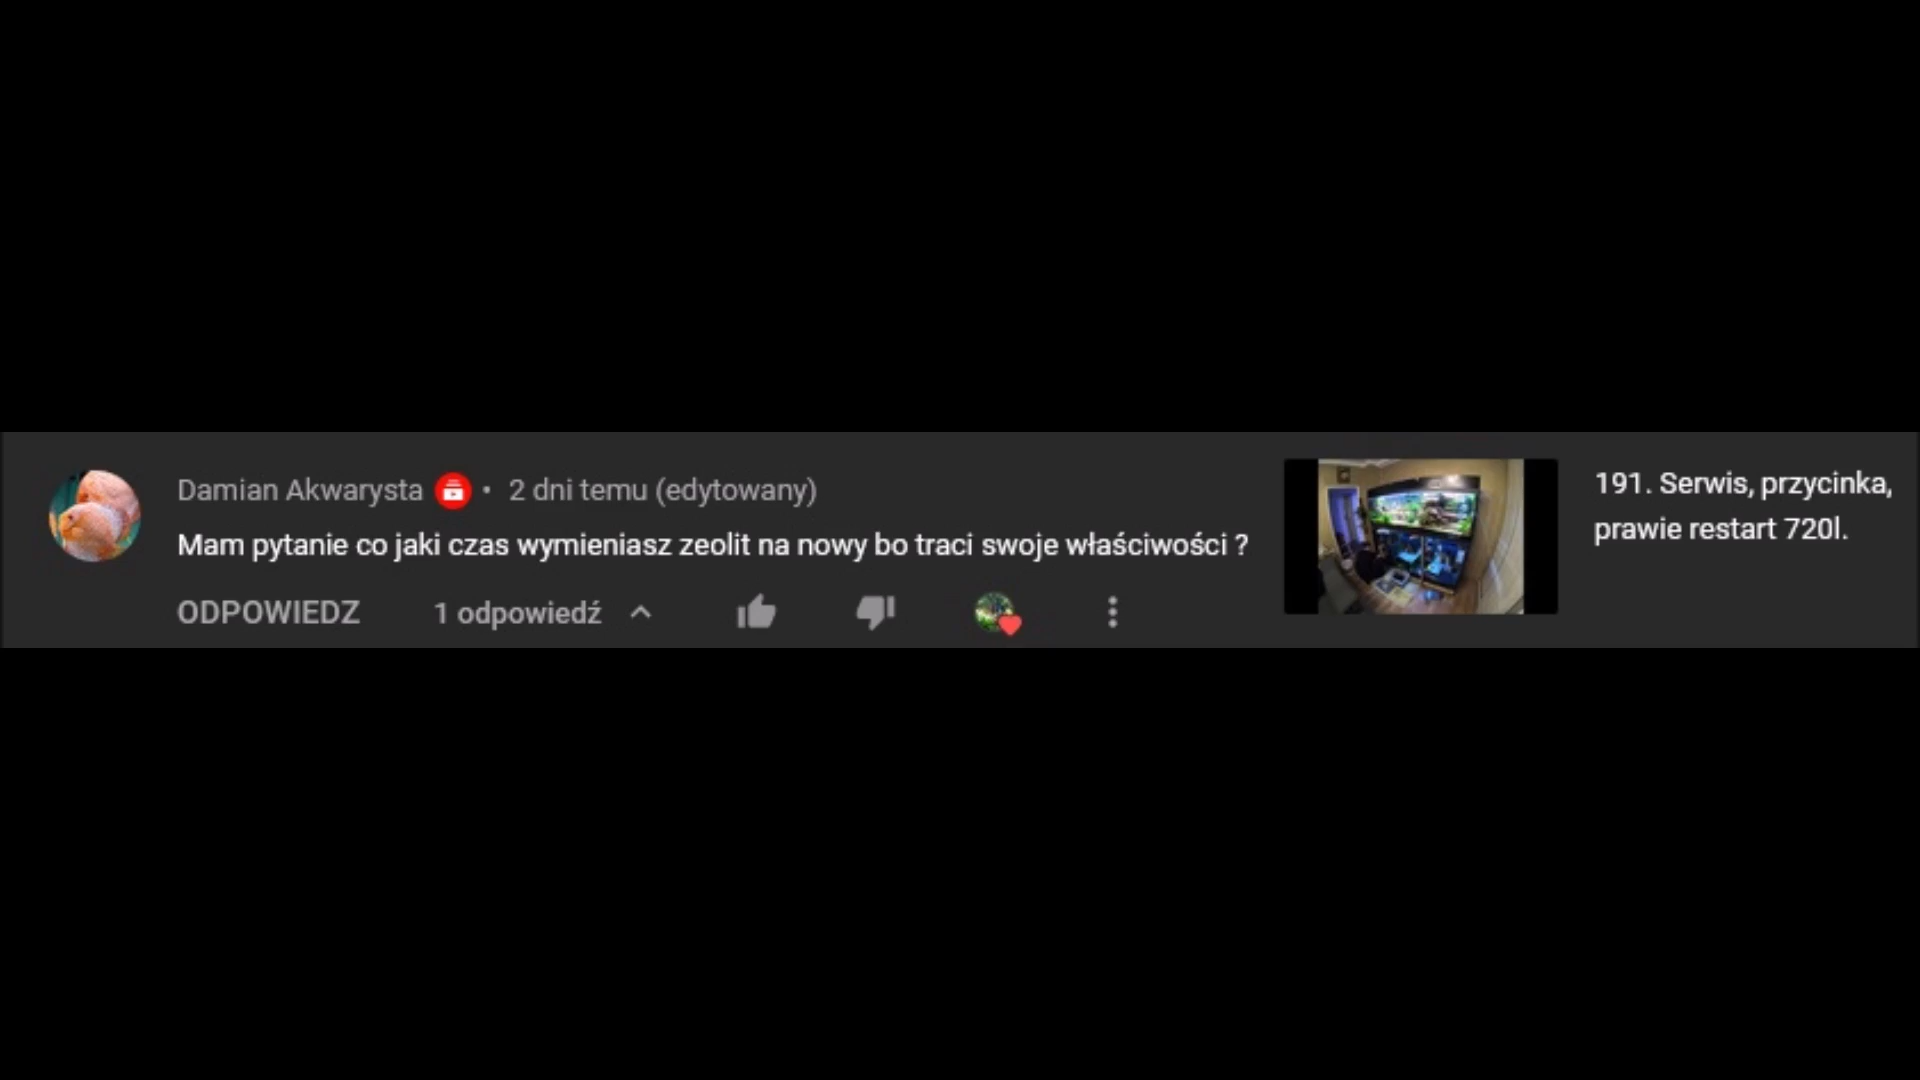 Damian Akwarysta • 2 dni temu (edytowany)
Mam pytanie co jaki czas wymieniasz zeolit na nowy bo traci swoje właściwości ?
ODPOWIEDZ 1 odpowiedź
191. Serwis, przycinka,
prawie restart 720l.